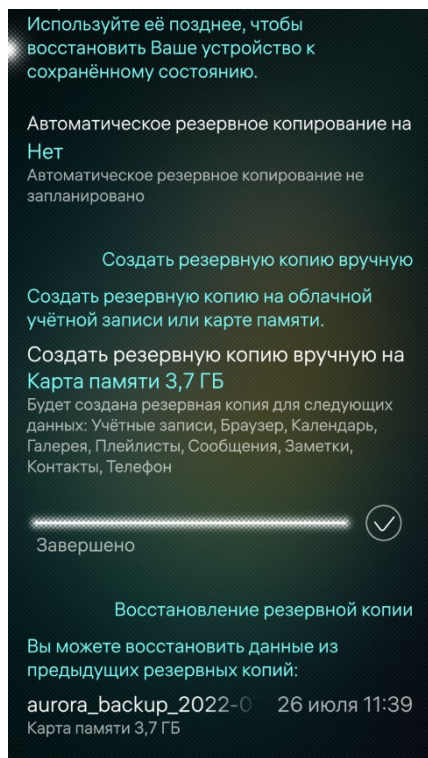 Используйте её позднее, чтобы
восстановить Ваше устройство к
сохранённому состоянию.
Автоматическое резервное копирование на
Нет
Автоматическое резервное копирование не
запланировано
Создать резервную копию вручную
Создать резервную копию на облачной
учётной записи или карте памяти.
Создать резервную копию вручную на
Карта памяти 3,7 ГБ
Будет создана резервная копия для следующих
данных: Учётные записи, Браузер, Календарь,
Галерея, Плейлисты, Сообщения, Заметки,
Контакты, Телефон
Завершено
Восстановление резервной копии
Вы можете восстановить данные из
предыдущих резервных копий:
aurora_backup_2022-0 26 июля 11:39
Карта памяти 3,7 ГБ